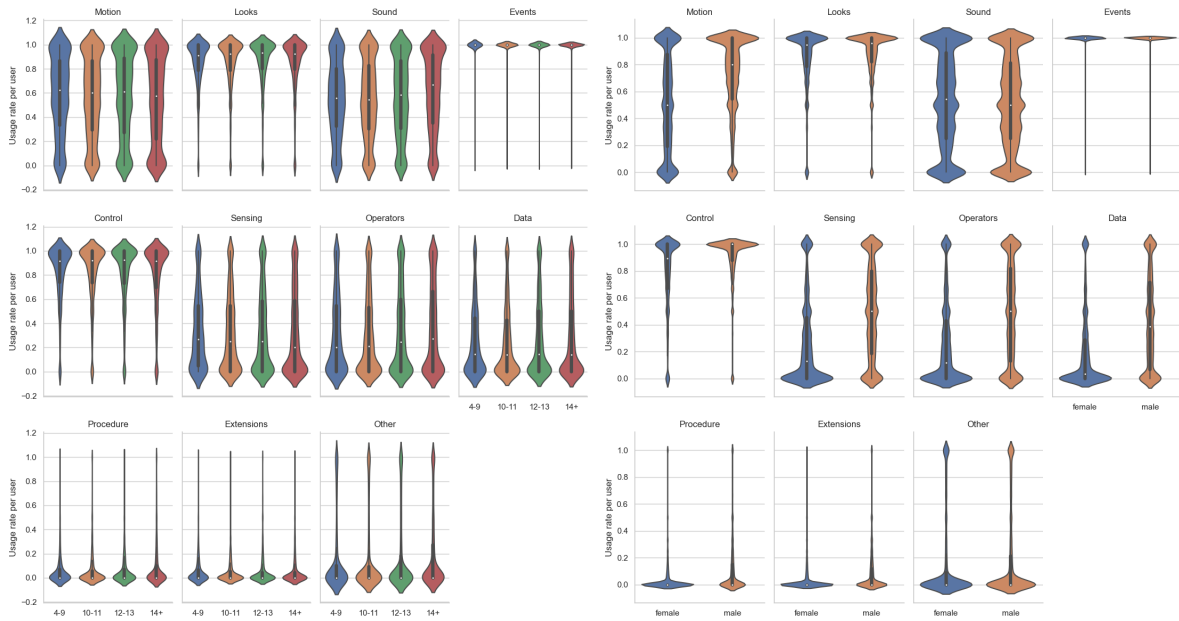 Motion Looks Sound Events
Usage rate per user
1.2
1.0
0.8
0.6
0.4
0.2
0.0
−0.2
Control Sensing Operators Data
Usage rate per user
1.2
1.0
0.8
0.6
0.4
0.2
0.0
−0.2
4-9 10-11 12-13 14+
Procedure Extensions Other
Usage rate per user
1.2
1.0
0.8
0.6
0.4
0.2
0.0
−0.2
4-9 10-11 12-13 14+ 4-9 10-11 12-13 14+ 4-9 10-11 12-13 14+
Motion Looks Sound Events
Usage rate per user
1.0
0.8
0.6
0.4
0.2
0.0
Control Sensing Operators Data
Usage rate per user
1.0
0.8
0.6
0.4
0.2
0.0
female male
Procedure Extensions Other
Usage rate per user
1.0
0.8
0.6
0.4
0.2
0.0
female male female male female male